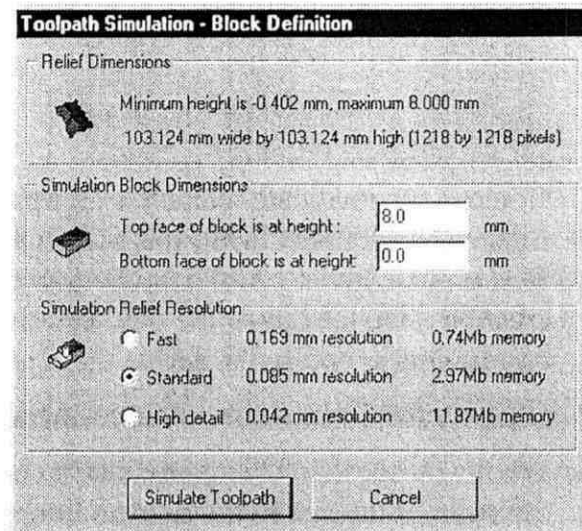 Toolpath Simulation - Block Definition
Relief Dimensions
Minimum height is -0.402 mm, maximum 8.000 mm
103.124 mm wide by 103.124 mm high (1218 by 1218 pixels)
Simulation Block Dimensions
Top face of block is at height: 8.0 mm
Bottom face of block is at height: 0.0 mm
Simulation Relief Resolution
Fast 0.169 mm resolution 0.74Mb memory
Standard 0.085 mm resolution 2.97Mb memory
High detail 0.042 mm resolution 11.87Mb memory
Simulate Toolpath Cancel